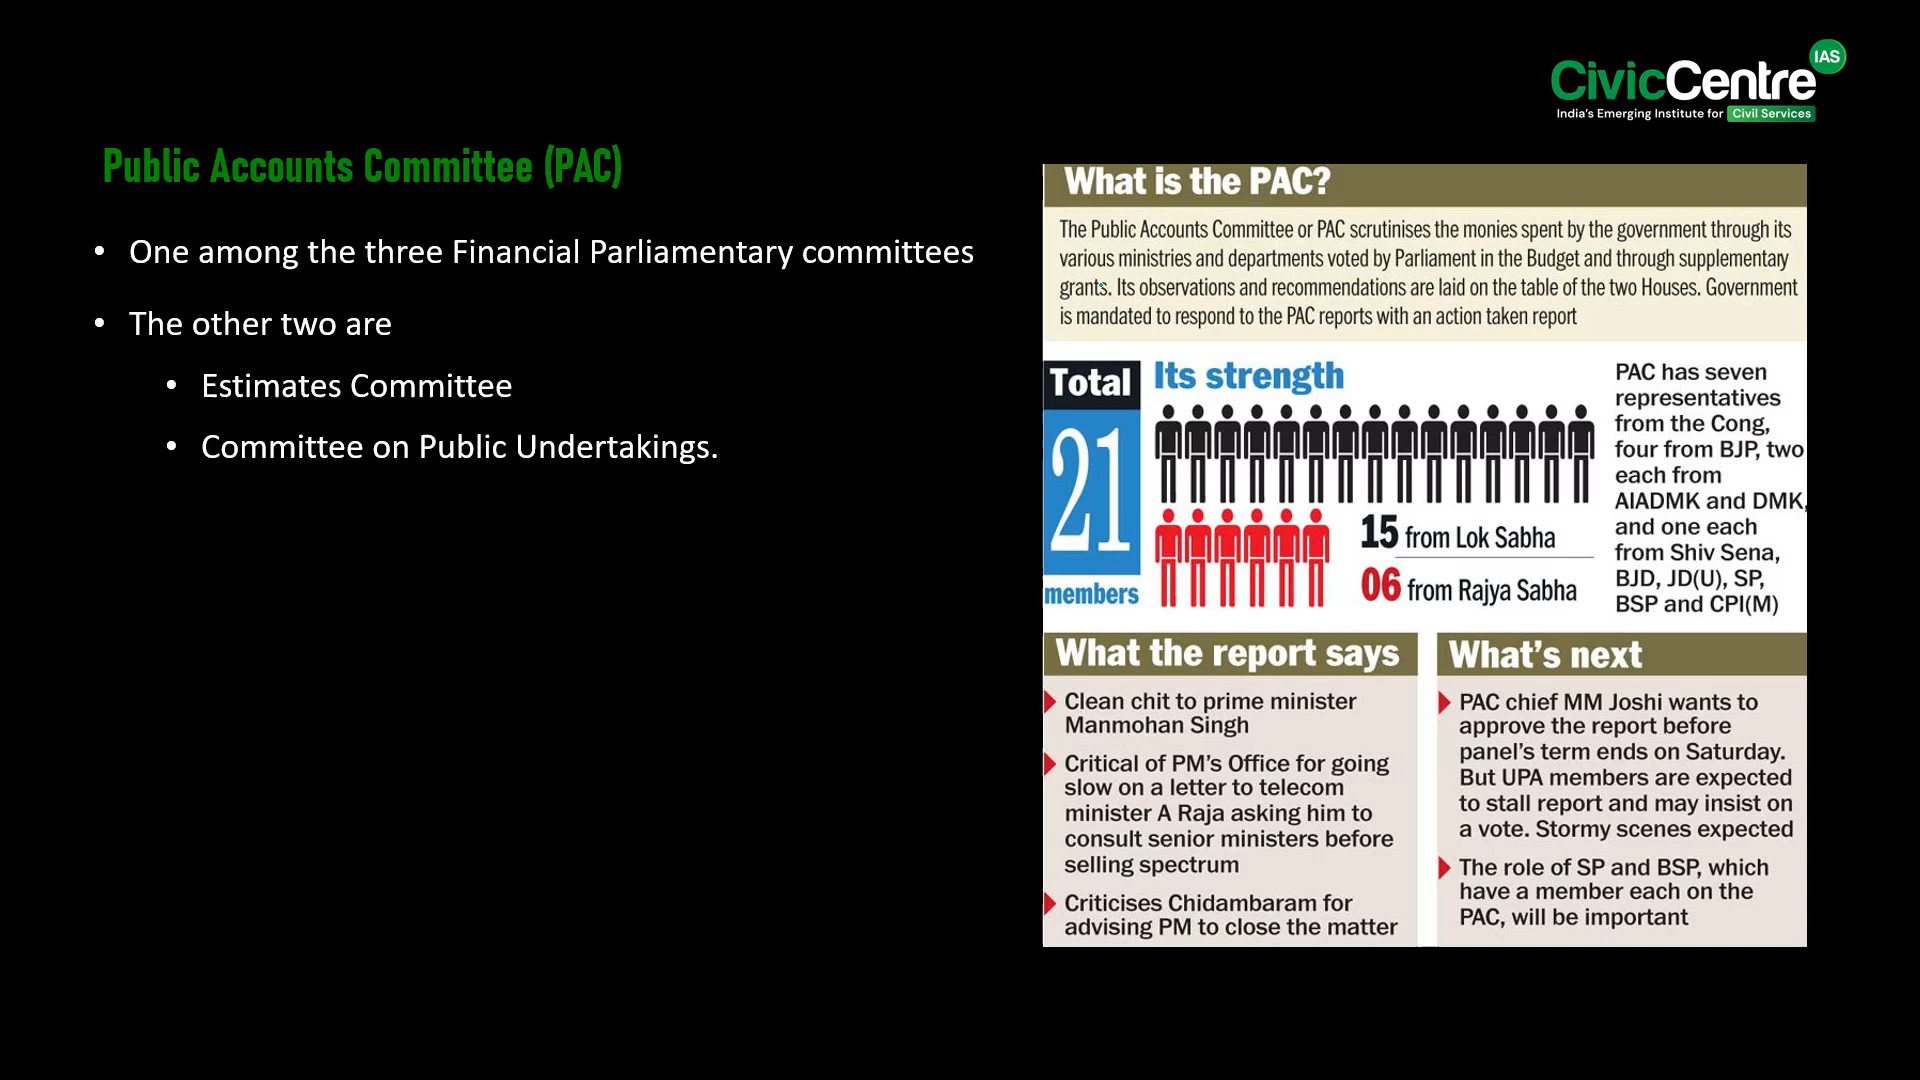 CivicCentre IAS
India's Emerging Institute for Civil Services
Public Accounts Committee (PAC)
• One among the three Financial Parliamentary committees
• The other two are
• Estimates Committee
• Committee on Public Undertakings.
What is the PAC?
The Public Accounts Committee or PAC scrutinises the monies spent by the government through its
various ministries and departments voted by Parliament in the Budget and through supplementary
grants. Its observations and recommendations are laid on the table of the two Houses. Government
is mandated to respond to the PAC reports with an action taken report
Total
21
members
Its strength
15 from Lok Sabha
06 from Rajya Sabha
PAC has seven
representatives
from the Cong,
four from BJP, two
each from
AIADMK and DMK,
and one each
from Shiv Sena,
BJD, JD(U), SP,
BSP and CPI(M)
What the report says
Clean chit to prime minister
Manmohan Singh
Critical of PM's Office for going
slow on a letter to telecom
minister A Raja asking him to
consult senior ministers before
selling spectrum
Criticises Chidambaram for
advising PM to close the matter
What's next
PAC chief MM Joshi wants to
approve the report before
panel's term ends on Saturday.
But UPA members are expected
to stall report and may insist on
a vote. Stormy scenes expected
The role of SP and BSP, which
have a member each on the
PAC, will be important